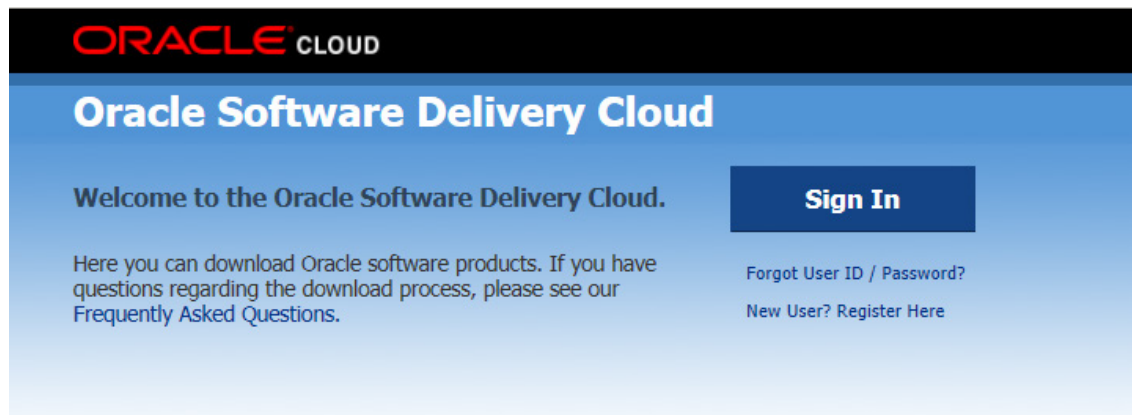 ORACLE CLOUD
Oracle Software Delivery Cloud
Welcome to the Oracle Software Delivery Cloud.
Sign In
Here you can download Oracle software products. If you have
questions regarding the download process, please see our
Frequently Asked Questions.
Forgot User ID / Password?
New User? Register Here